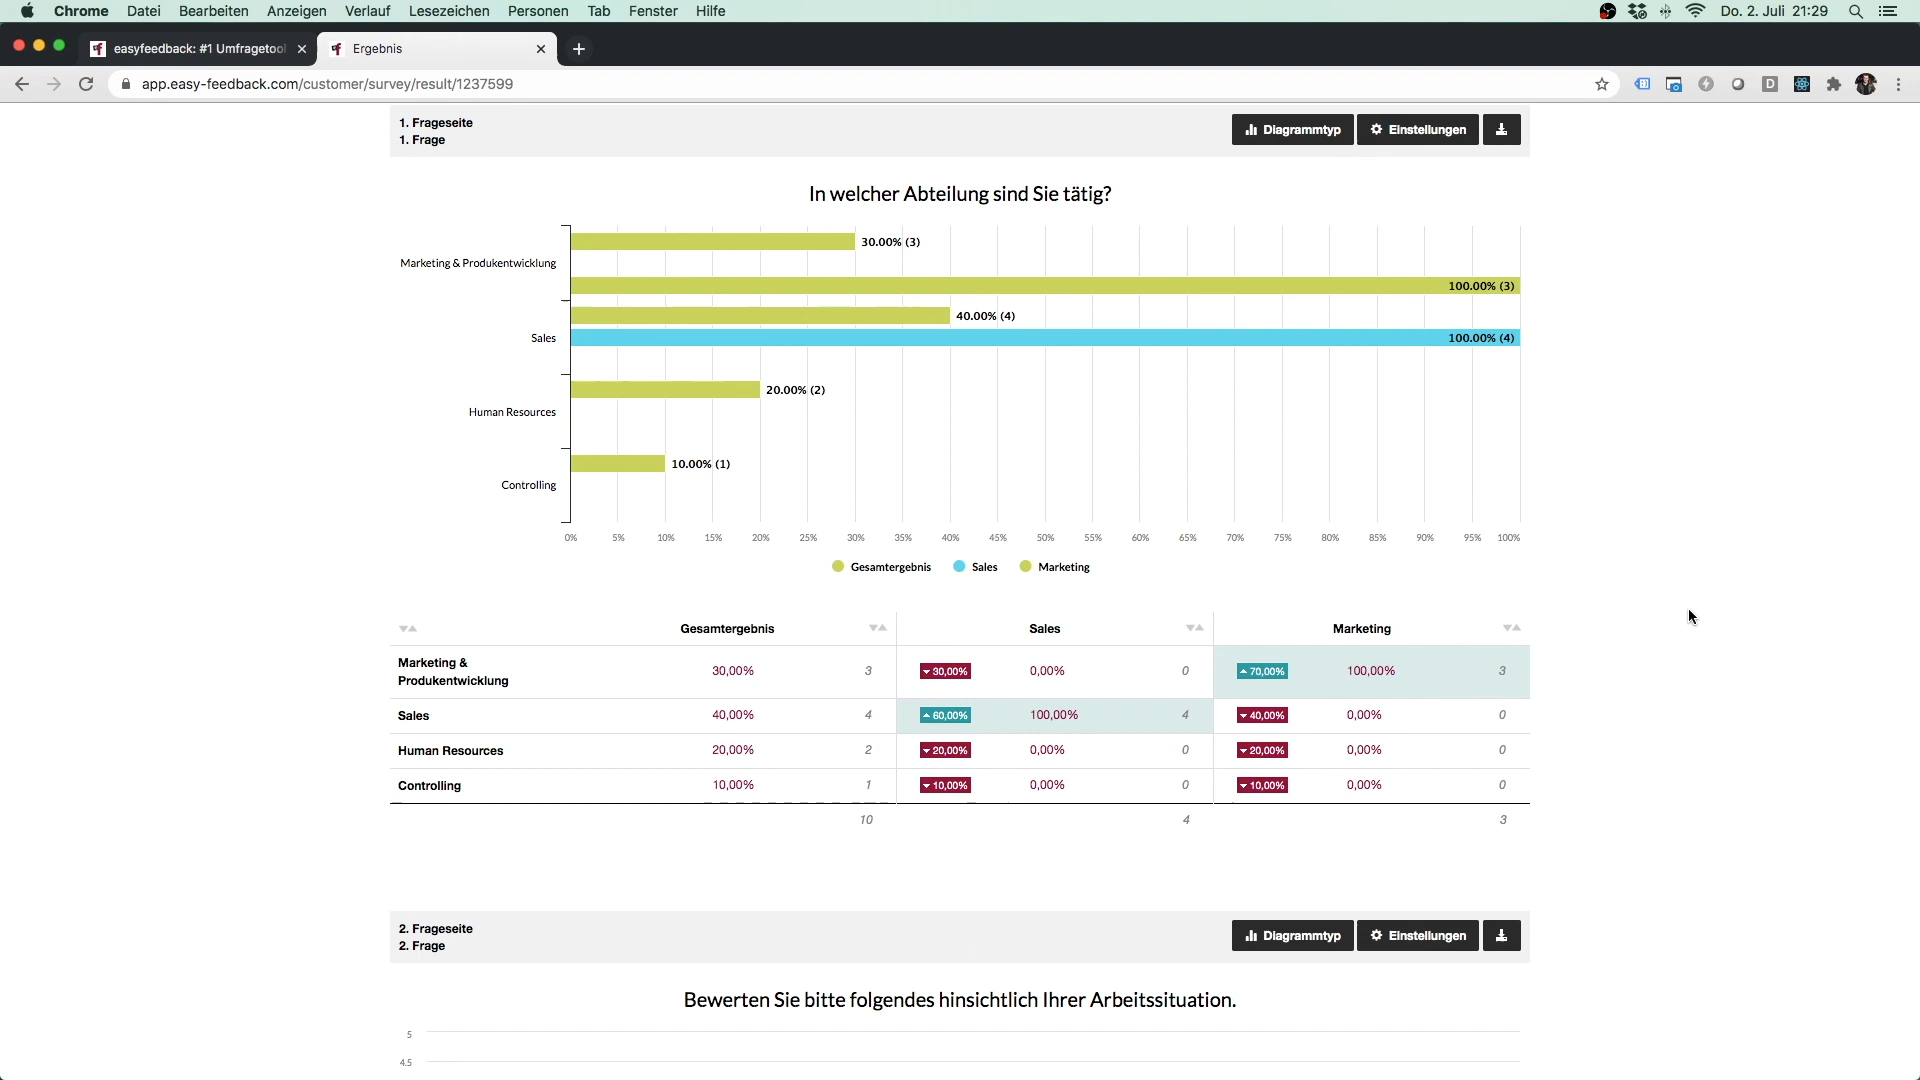 Chrome Datei Bearbeiten Anzeigen Verlauf Lesezeichen Personen Tab Fenster Hilfe Do. 2. Juli 21:29
easyfeedback: #1 Umfragetool Ergebnis
app.easy-feedback.com/customer/survey/result/1237599
1. Frageseite
1. Frage
Diagrammtyp Einstellungen
In welcher Abteilung sind Sie tätig?
30.00% (3)
Marketing & Produkentwicklung
100.00% (3)
40.00% (4)
Sales 100.00% (4)
20.00% (2)
Human Resources
10.00% (1)
Controlling
0% 5% 10% 15% 20% 25% 30% 35% 40% 45% 50% 55% 60% 65% 70% 75% 80% 85% 90% 95% 100%
Gesamtergebnis Sales Marketing
Gesamtergebnis Sales Marketing
Marketing &
Produkentwicklung 30,00% 3 30,00% 0,00% 0 70,00% 100,00% 3
Sales 40,00% 4 60,00% 100,00% 4 40,00% 0,00% 0
Human Resources 20,00% 2 20,00% 0,00% 0 20,00% 0,00% 0
Controlling 10,00% 1 10,00% 0,00% 0 10,00% 0,00% 0
10 4 3
2. Frageseite
2. Frage
Diagrammtyp Einstellungen
Bewerten Sie bitte folgendes hinsichtlich Ihrer Arbeitssituation.
5
4.5